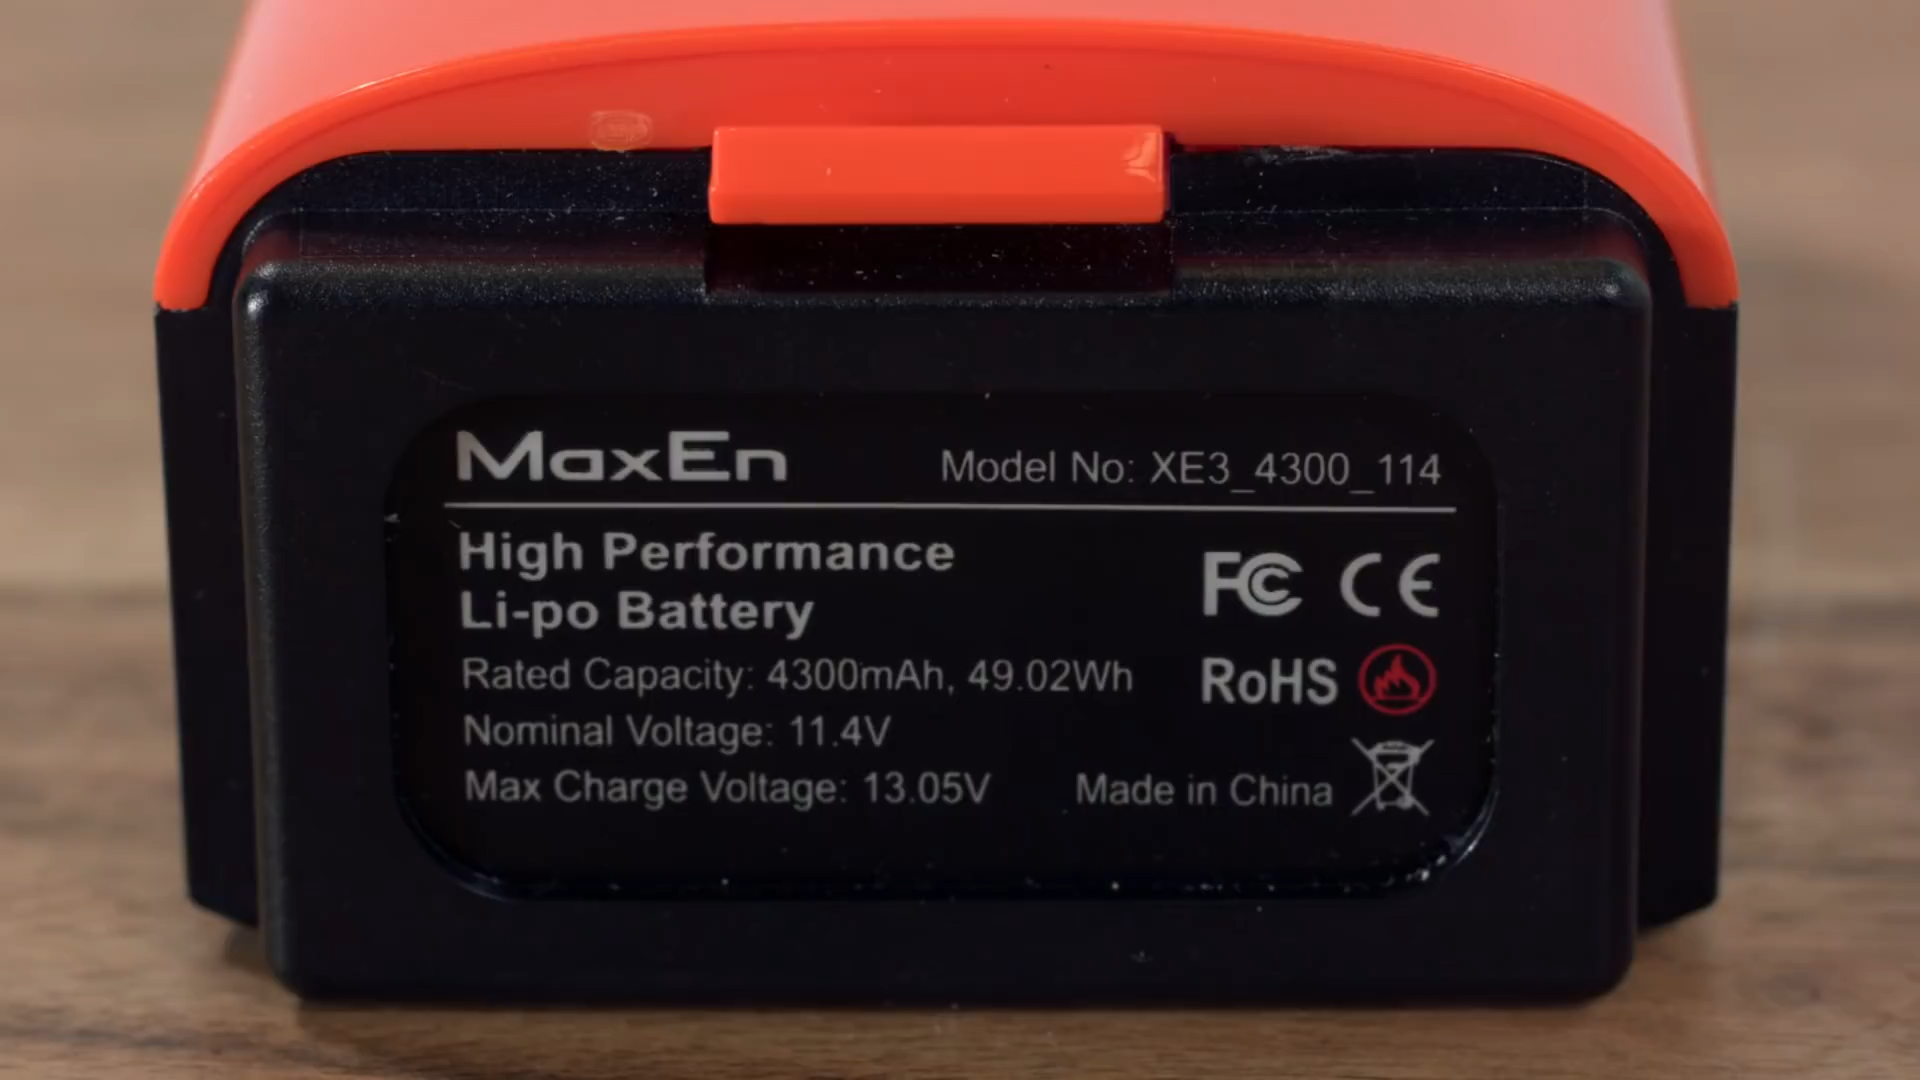 MaxEn
Model No: XE3_4300_114
High Performance
Li-po Battery
Rated Capacity: 4300mAh, 49.02Wh
Nominal Voltage: 11.4V
Max Charge Voltage: 13.05V
FC CE
RoHS
Made in China